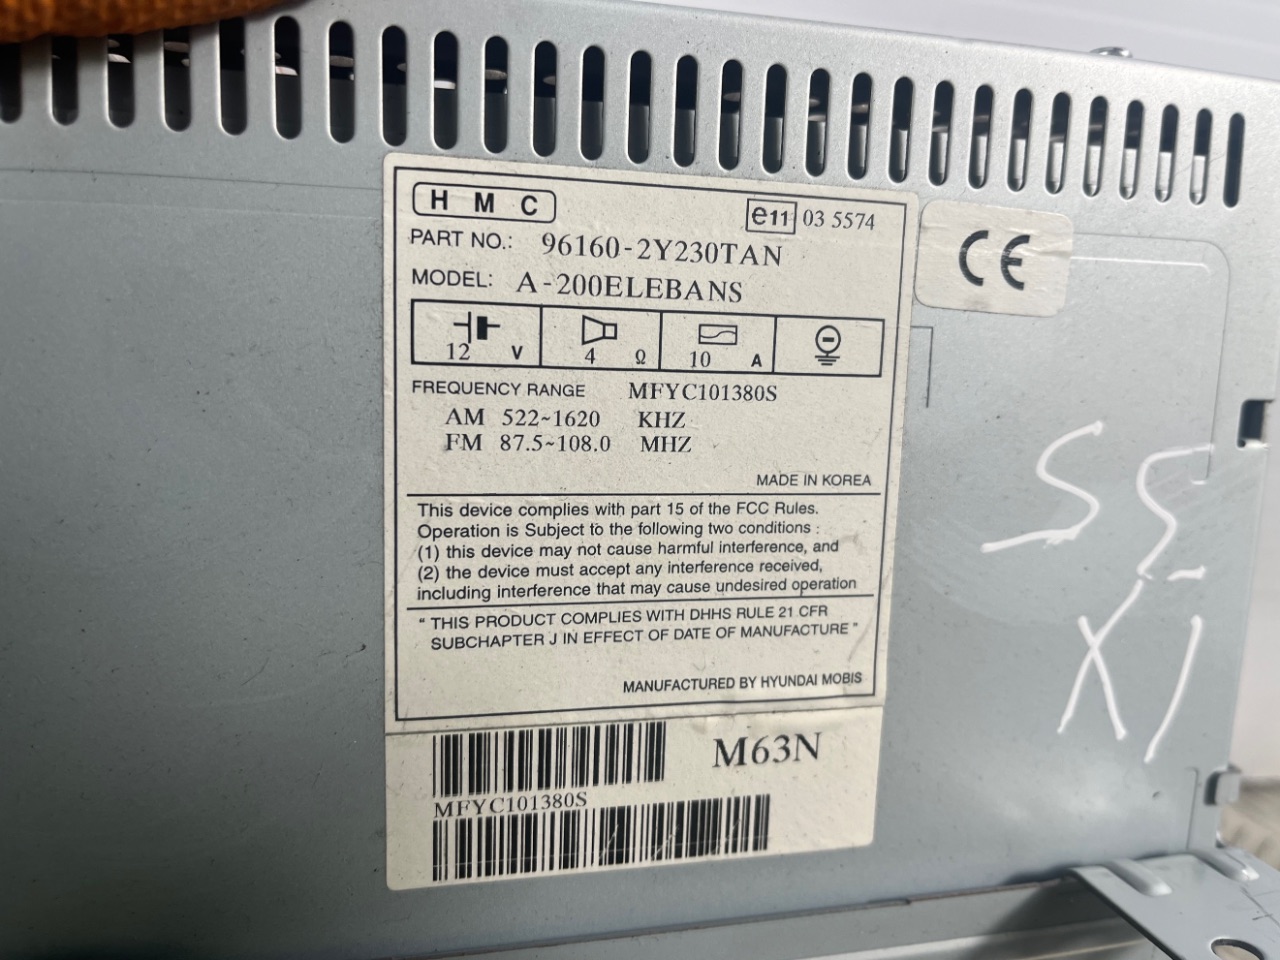 HMC
e11 03 5574
PART NO.: 96160-2Y230TAN
MODEL: A-200ELEBANS
12 V 4 Ω 10 A
FREQUENCY RANGE MFYC101380S
AM 522~1620 KHZ
FM 87.5~108.0 MHZ
MADE IN KOREA
This device complies with part 15 of the FCC Rules.
Operation is Subject to the following two conditions :
(1) this device may not cause harmful interference, and
(2) the device must accept any interference received,
including interference that may cause undesired operation
" THIS PRODUCT COMPLIES WITH DHHS RULE 21 CFR
SUBCHAPTER J IN EFFECT OF DATE OF MANUFACTURE "
MANUFACTURED BY HYUNDAI MOBIS
M63N
MFYC101380S
CE